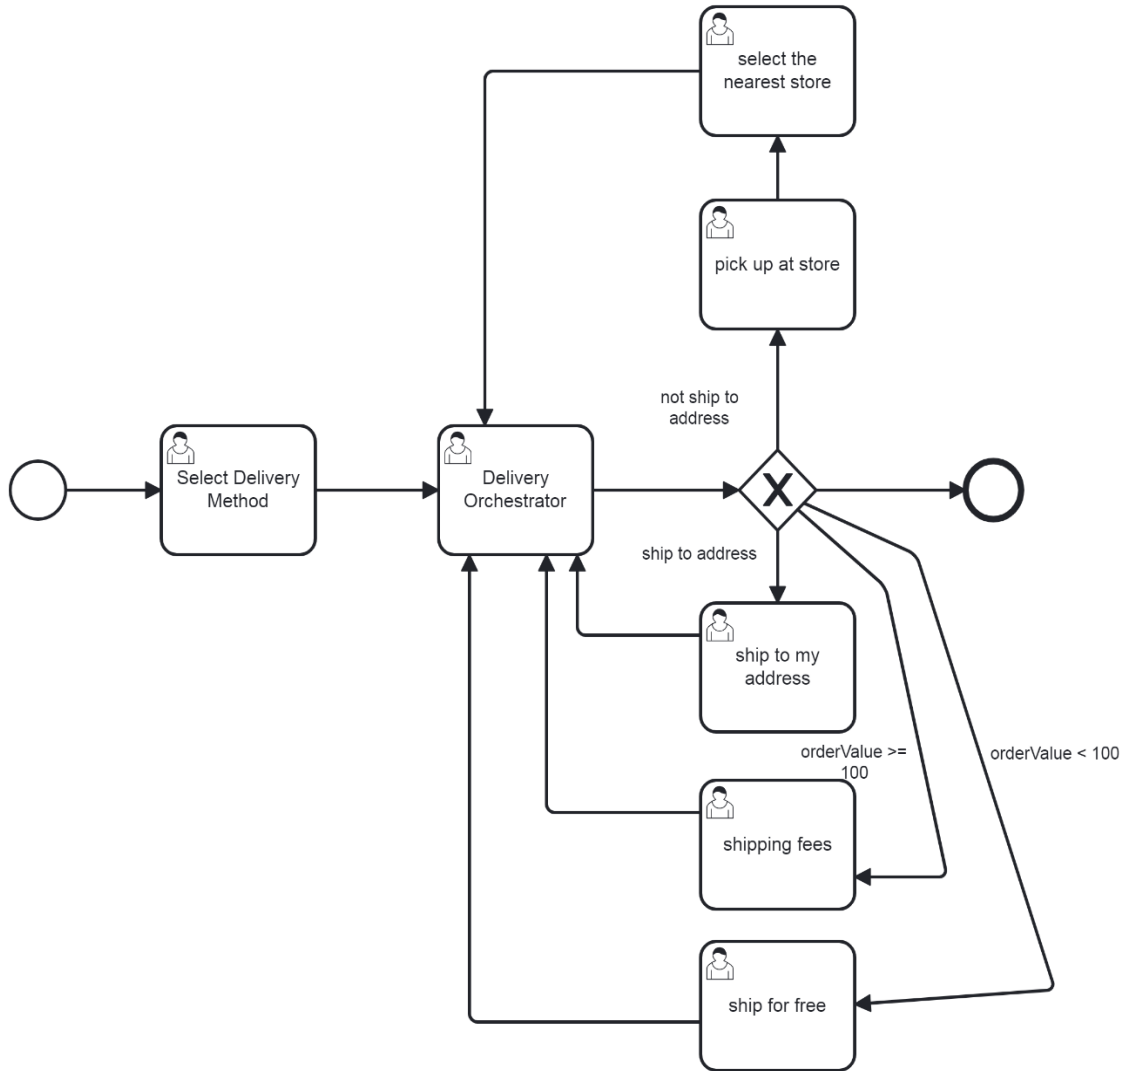 select the
nearest store
pick up at store
not ship to
address
Select Delivery
Method
Delivery
Orchestrator
X
ship to address
ship to my
address
orderValue >=
100
orderValue < 100
shipping fees
ship for free